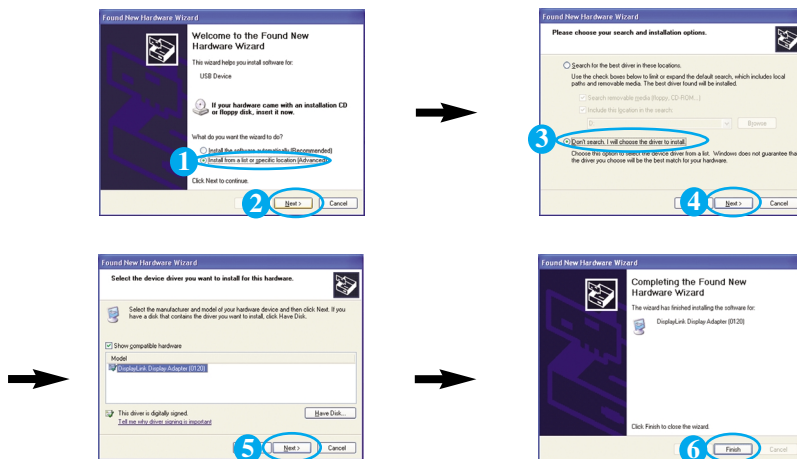 Found New Hardware Wizard
Welcome to the Found New
Hardware Wizard
This wizard helps you install software for:
USB Device
If your hardware came with an installation CD
or floppy disk, insert it now.
What do you want the wizard to do?
Install the software automatically (Recommended)
1
Install from a list or specific location (Advanced)
Click Next to continue.
2
Next >
Cancel
Found New Hardware Wizard
Please choose your search and installation options.
Search for the best driver in these locations.
Use the check boxes below to limit or expand the default search, which includes local
paths and removable media. The best driver found will be installed.
Search removable media (floppy, CD-ROM...)
Include this location in the search:
D:
Browse
3
Don't search. I will choose the driver to install.
Choose this option to select the device driver from a list. Windows does not guarantee tha
the driver you choose will be the best match for your hardware.
4
Next >
Cancel
Found New Hardware Wizard
Select the device driver you want to install for this hardware.
Select the manufacturer and model of your hardware device and then click Next. If you
have a disk that contains the driver you want to install, click Have Disk.
Show compatible hardware
Model
DisplayLink Display Adapter (0120)
This driver is digitally signed.
Have Disk...
Tell me why driver signing is important
5
Next >
Cancel
Found New Hardware Wizard
Completing the Found New
Hardware Wizard
The wizard has finished installing the software for:
DisplayLink Display Adapter (0120)
Click Finish to close the wizard.
6
Finish
Cancel